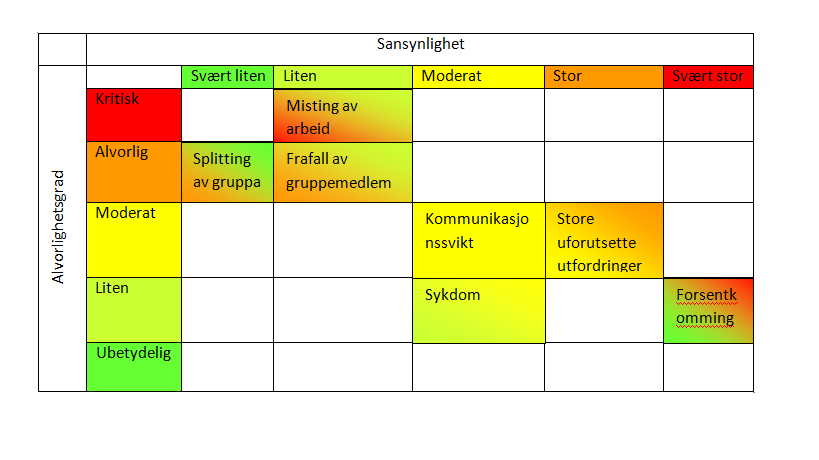 Sansynlighet
Svært liten
Liten
Moderat
Stor
Svært stor
Alvorlighetsgrad
Kritisk
Misting av
arbeid
Alvorlig
Splitting
av gruppa
Frafall av
gruppemedlem
Moderat
Kommunikasjo
nssvikt
Store
uforutsette
utfordringer
Liten
Sykdom
Forsentk
omming
Ubetydelig